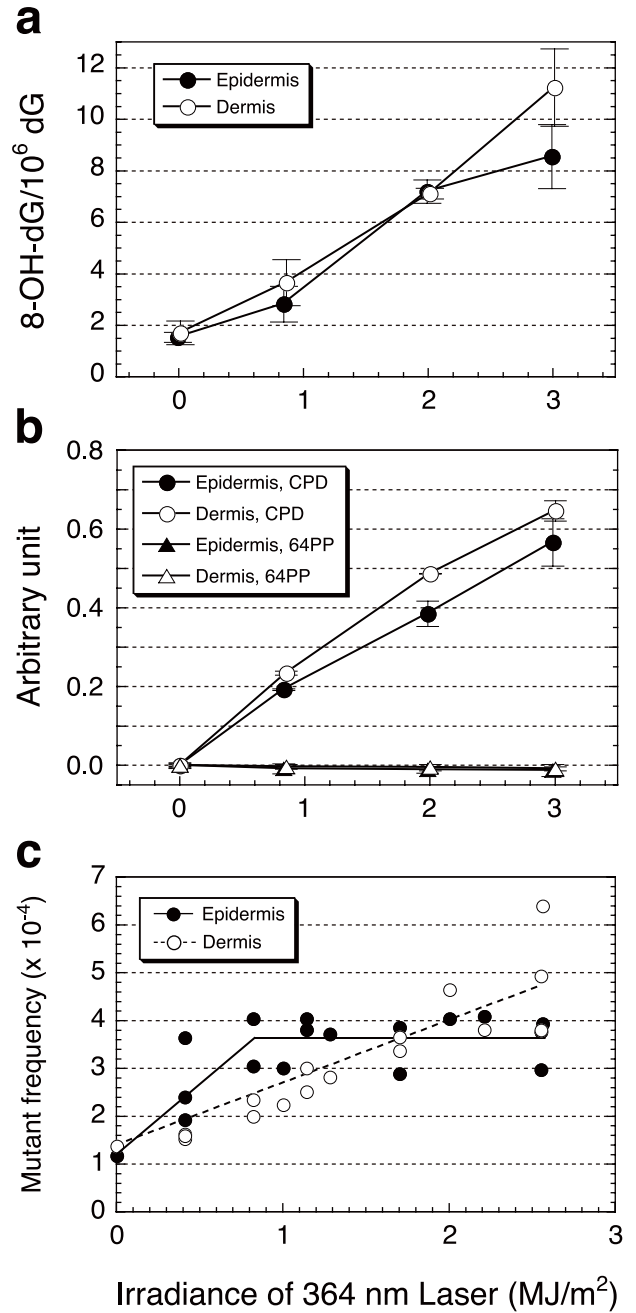 a
8-OH-dG/10⁶ dG
12
10
8
6
4
2
0
Epidermis
Dermis
0 1 2 3
b
Arbitrary unit
0.8
0.6
0.4
0.2
0.0
Epidermis, CPD
Dermis, CPD
Epidermis, 64PP
Dermis, 64PP
0 1 2 3
c
Mutant frequency (x 10⁻⁴)
7
6
5
4
3
2
1
0
Epidermis
Dermis
0 1 2 3
Irradiance of 364 nm Laser (MJ/m²)